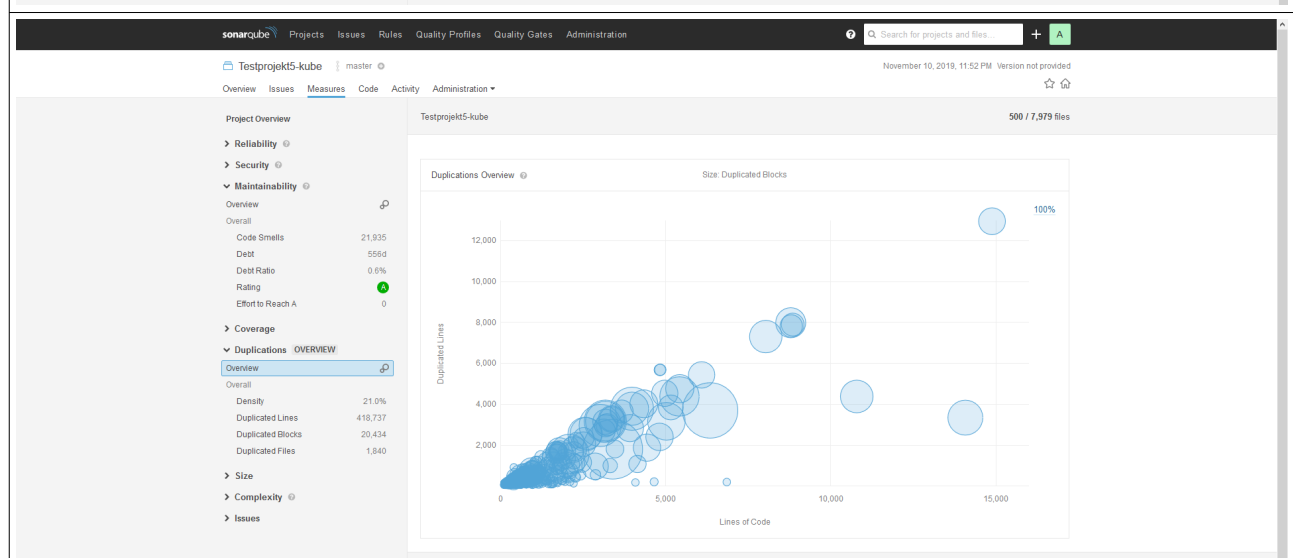 sonarqube Projects Issues Rules Quality Profiles Quality Gates Administration ? Search for projects and files... + A
Testprojekt5-kube master November 10, 2019, 11:52 PM Version not provided
Overview Issues Measures Code Activity Administration
Project Overview
Testprojekt5-kube 500 / 7,979 files
Reliability ?
Security ?
Maintainability ?
Overview
Overall
Code Smells 21,935
Debt 556d
Debt Ratio 0.6%
Rating A
Effort to Reach A 0
Coverage
Duplications OVERVIEW
Overview
Overall
Density 21.0%
Duplicated Lines 418,737
Duplicated Blocks 20,434
Duplicated Files 1,840
Size
Complexity ?
Issues
Duplications Overview ? Size: Duplicated Blocks
100%
12,000
10,000
8,000
6,000
4,000
2,000
Duplicated Lines
0 5,000 10,000 15,000
Lines of Code